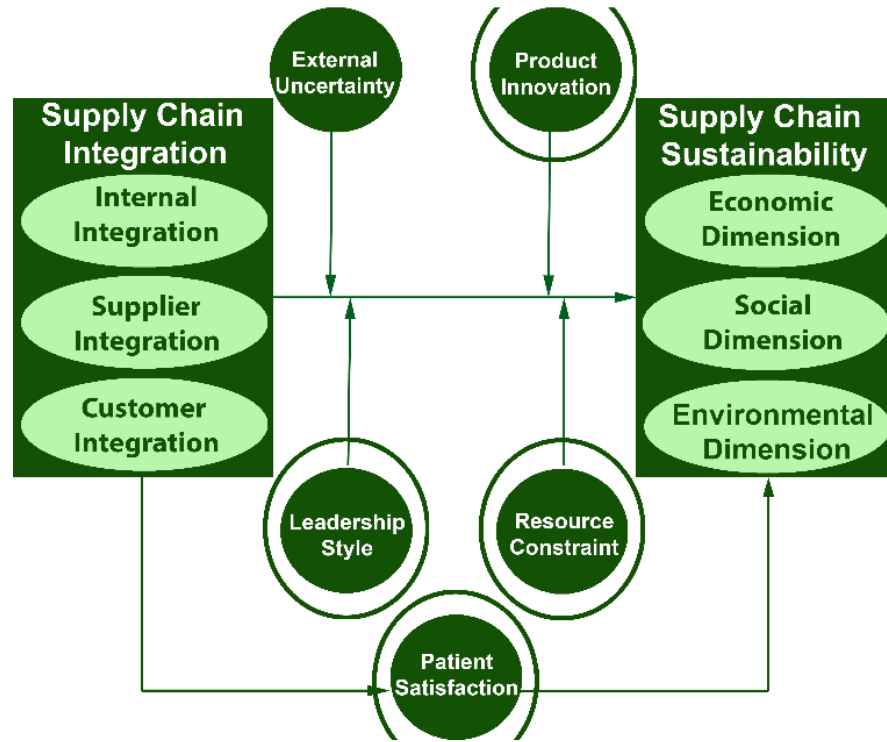 External
Uncertainty
Product
Innovation
Supply Chain
Integration
Internal
Integration
Supplier
Integration
Customer
Integration
Supply Chain
Sustainability
Economic
Dimension
Social
Dimension
Environmental
Dimension
Leadership
Style
Resource
Constraint
Patient
Satisfaction